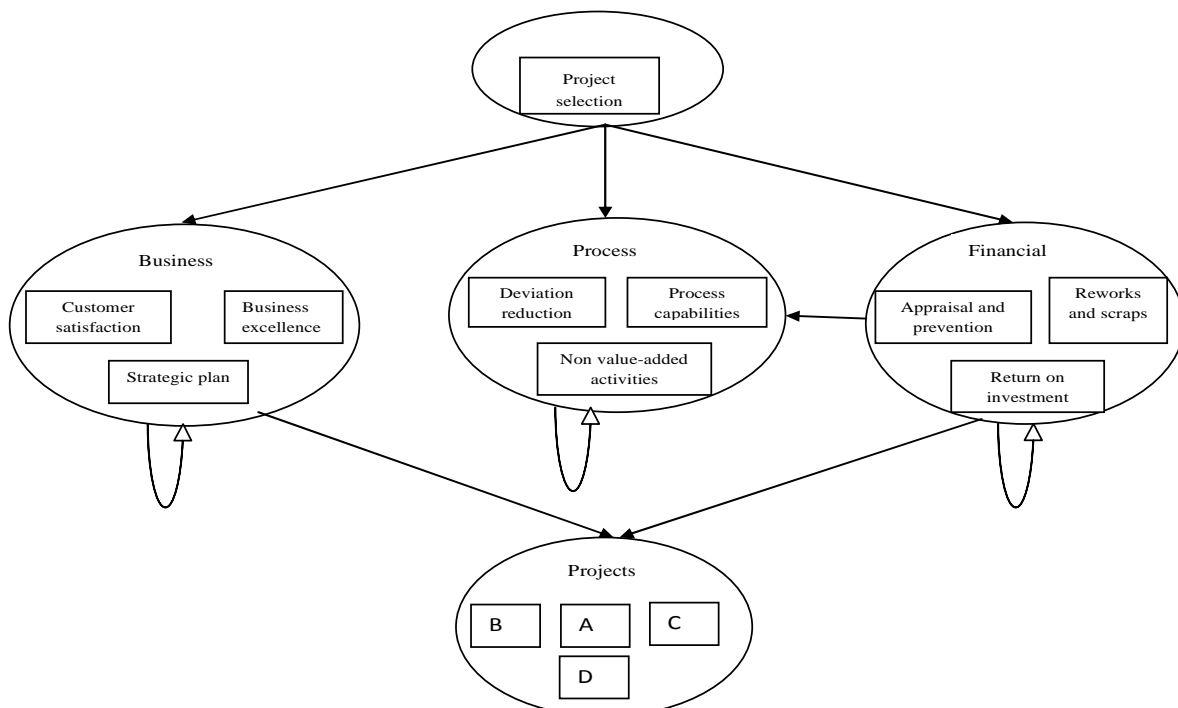 Project
selection
Business
Customer
satisfaction
Business
excellence
Strategic plan
Process
Deviation
reduction
Process
capabilities
Non value-added
activities
Financial
Appraisal and
prevention
Reworks
and scraps
Return on
investment
Projects
B
A
C
D